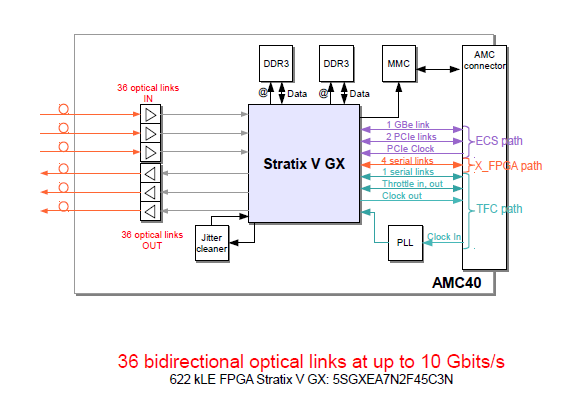 DDR3
DDR3
MMC
AMC
connector
36 optical links
IN
@
Data
@
Data
1 GBe link
2 PCIe links
ECS path
PCIe Clock
Stratix V GX
4 serial links
X_FPGA path
1 serial links
Throttle in, out
Clock out
TFC path
36 optical links
OUT
Jitter
cleaner
PLL
Clock In
AMC40
36 bidirectional optical links at up to 10 Gbits/s
622 kLE FPGA Stratix V GX: 5SGXEA7N2F45C3N